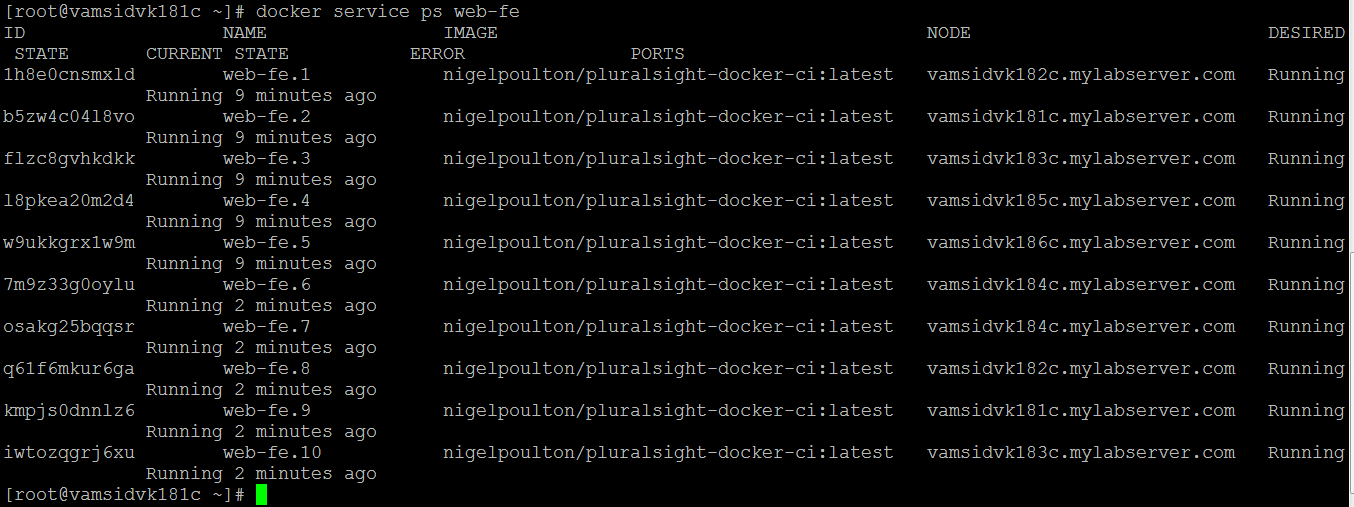 [root@vamsidvk181c ~]# docker service ps web-fe
ID                  NAME                IMAGE                                       NODE                           DESIRED
 STATE       CURRENT STATE           ERROR               PORTS
1h8e0cnsmxld        web-fe.1            nigelpoulton/pluralsight-docker-ci:latest   vamsidvk182c.mylabserver.com   Running
             Running 9 minutes ago
b5zw4c04l8vo        web-fe.2            nigelpoulton/pluralsight-docker-ci:latest   vamsidvk181c.mylabserver.com   Running
             Running 9 minutes ago
flzc8gvhkdkk        web-fe.3            nigelpoulton/pluralsight-docker-ci:latest   vamsidvk183c.mylabserver.com   Running
             Running 9 minutes ago
l8pkea20m2d4        web-fe.4            nigelpoulton/pluralsight-docker-ci:latest   vamsidvk185c.mylabserver.com   Running
             Running 9 minutes ago
w9ukkgrx1w9m        web-fe.5            nigelpoulton/pluralsight-docker-ci:latest   vamsidvk186c.mylabserver.com   Running
             Running 9 minutes ago
7m9z33g0oylu        web-fe.6            nigelpoulton/pluralsight-docker-ci:latest   vamsidvk184c.mylabserver.com   Running
             Running 2 minutes ago
osakg25bqqsr        web-fe.7            nigelpoulton/pluralsight-docker-ci:latest   vamsidvk184c.mylabserver.com   Running
             Running 2 minutes ago
q61f6mkur6ga        web-fe.8            nigelpoulton/pluralsight-docker-ci:latest   vamsidvk182c.mylabserver.com   Running
             Running 2 minutes ago
kmpjs0dnnlz6        web-fe.9            nigelpoulton/pluralsight-docker-ci:latest   vamsidvk181c.mylabserver.com   Running
             Running 2 minutes ago
iwtozqgrj6xu        web-fe.10           nigelpoulton/pluralsight-docker-ci:latest   vamsidvk183c.mylabserver.com   Running
             Running 2 minutes ago
[root@vamsidvk181c ~]#